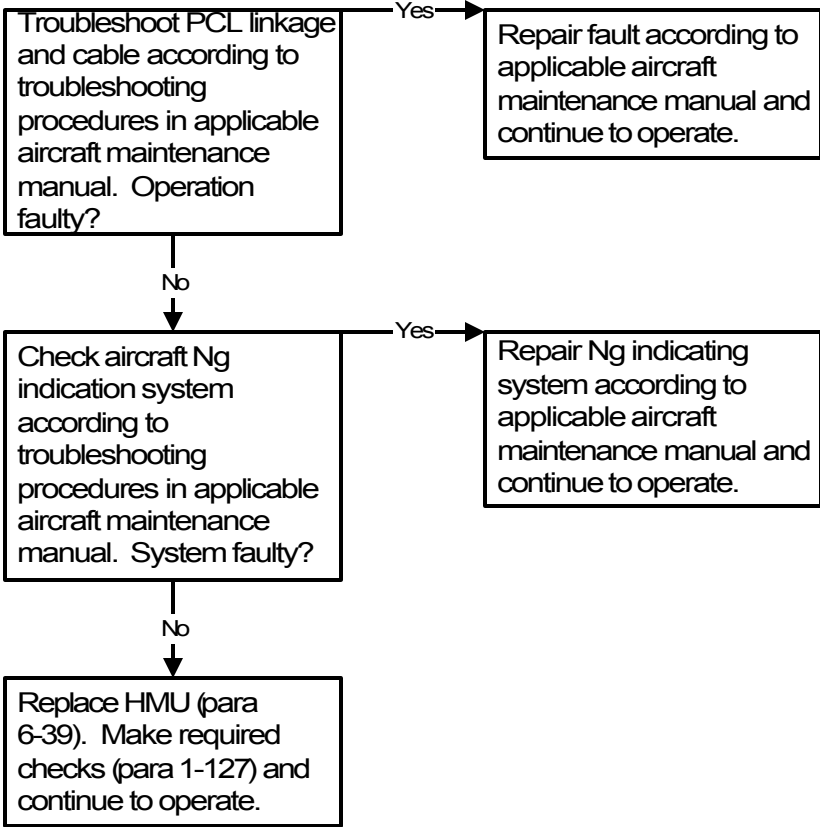 Troubleshoot PCL linkage
and cable according to
troubleshooting
procedures in applicable
aircraft maintenance
manual.  Operation
faulty?
Yes
Repair fault according to
applicable aircraft
maintenance manual and
continue to operate.
No
Check aircraft Ng
indication system
according to
troubleshooting
procedures in applicable
aircraft maintenance
manual.  System faulty?
Yes
Repair Ng indicating
system according to
applicable aircraft
maintenance manual and
continue to operate.
No
Replace HMU (para
6-39).  Make required
checks (para 1-127) and
continue to operate.